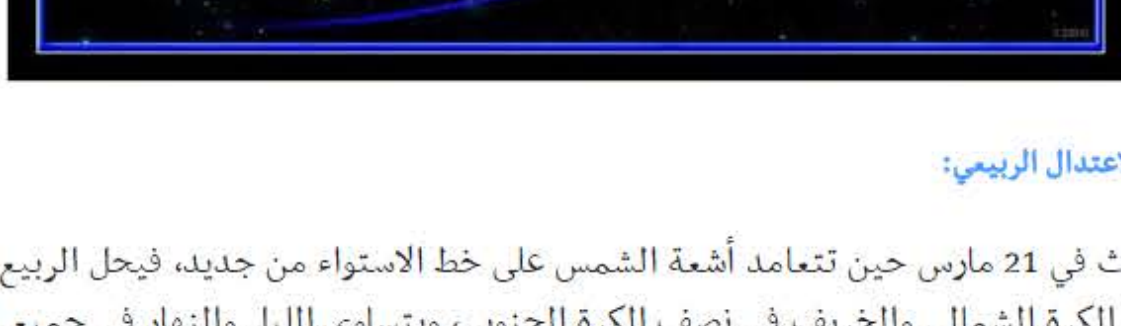 لاعتدال الربيعي:
ث في 21 مارس حين تتعامد أشعة الشمس على خط الاستواء من جديد، فيحل الربيع
الكرة الشمالي والخريف في نصف الكرة الجنوبي، ويتساوى الليل والنهار في جميع